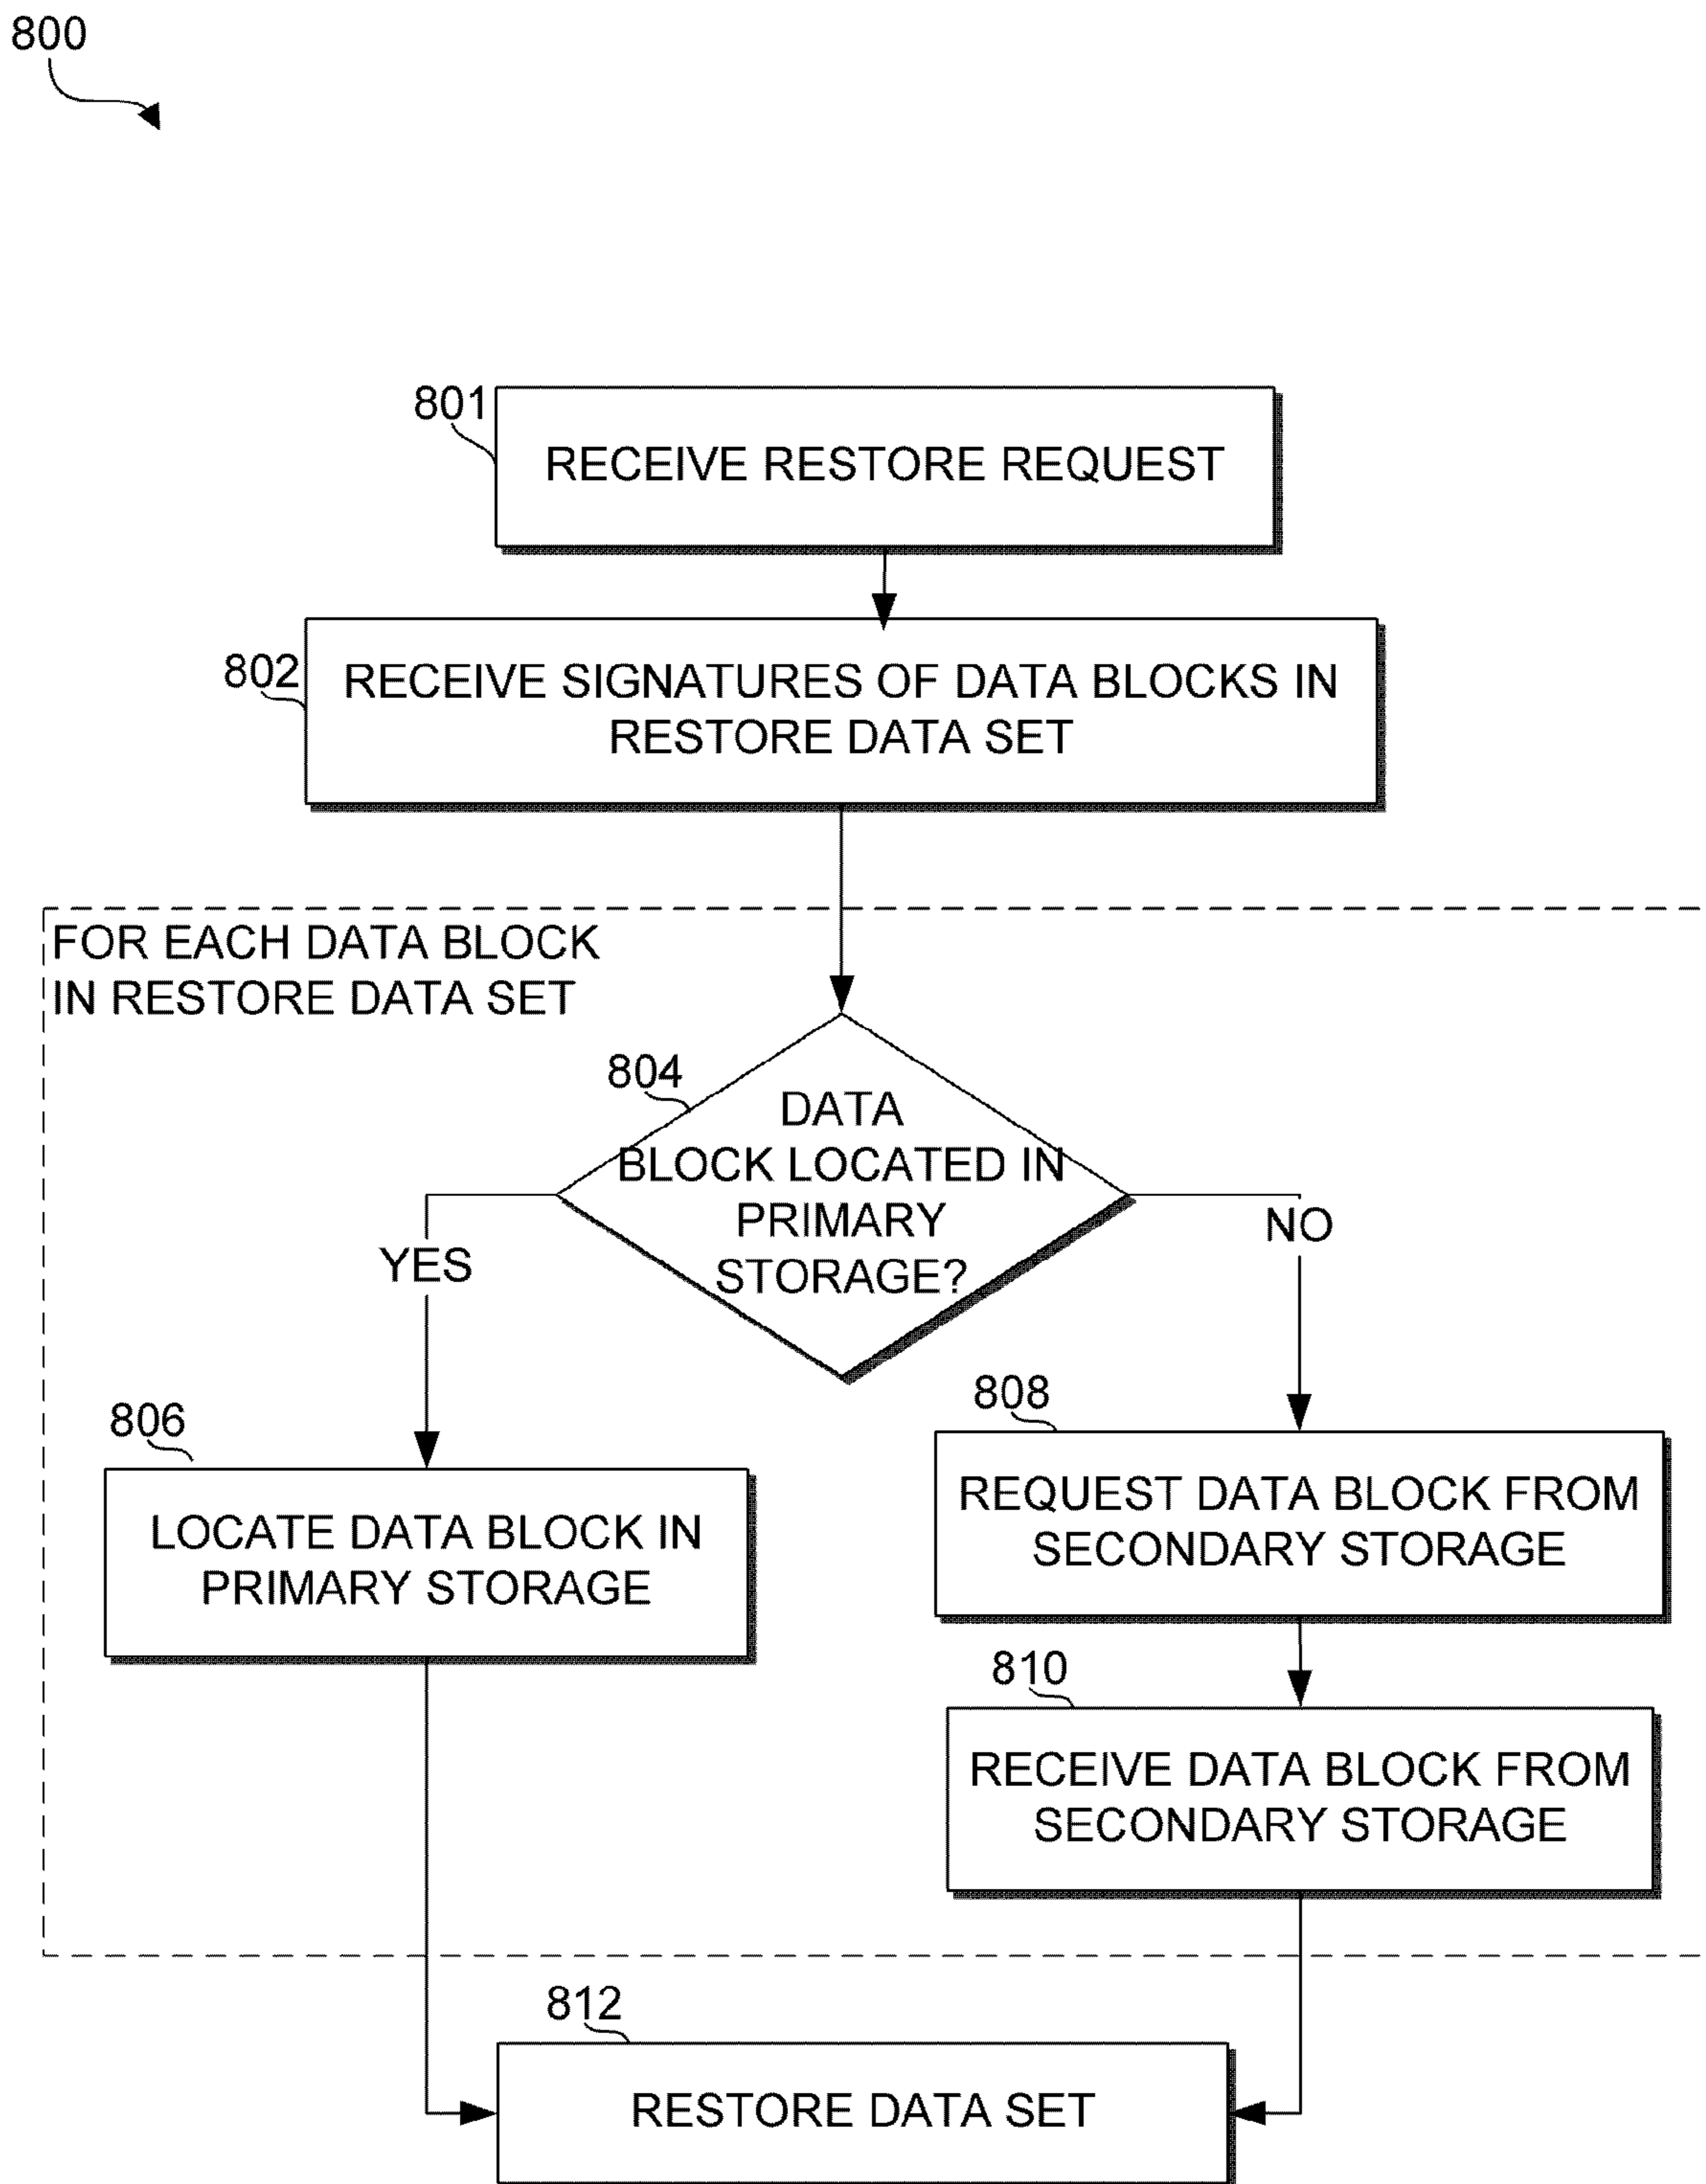 800
801
RECEIVE RESTORE REQUEST
802
RECEIVE SIGNATURES OF DATA BLOCKS IN
RESTORE DATA SET
FOR EACH DATA BLOCK
IN RESTORE DATA SET
804
DATA
BLOCK LOCATED IN
PRIMARY
STORAGE?
YES
NO
806
LOCATE DATA BLOCK IN
PRIMARY STORAGE
808
REQUEST DATA BLOCK FROM
SECONDARY STORAGE
810
RECEIVE DATA BLOCK FROM
SECONDARY STORAGE
812
RESTORE DATA SET